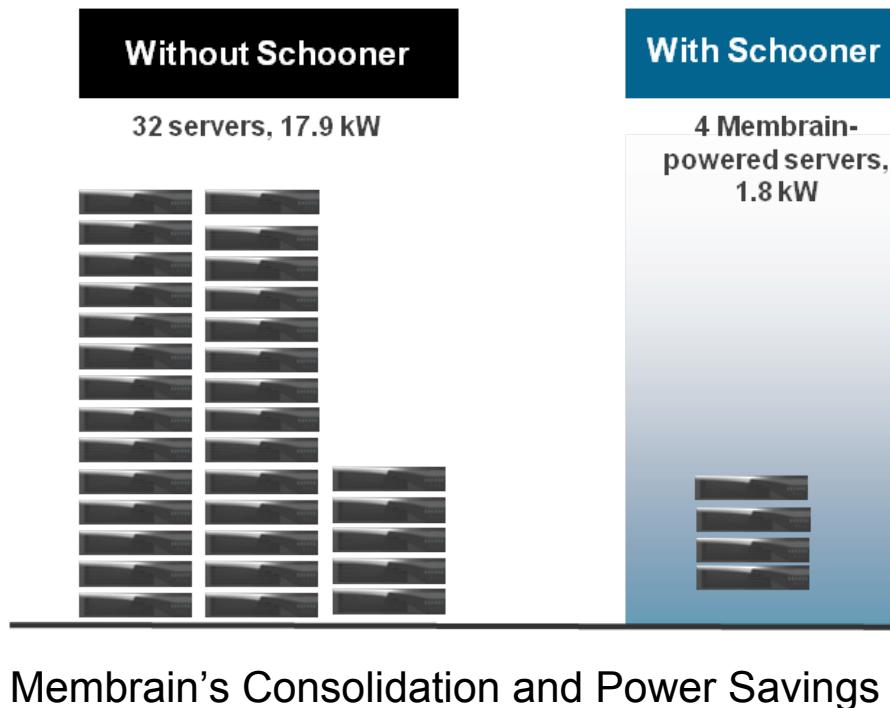 Without Schooner
With Schooner
32 servers, 17.9 kW
4 Membrain-
powered servers,
1.8 kW
Membrain’s Consolidation and Power Savings